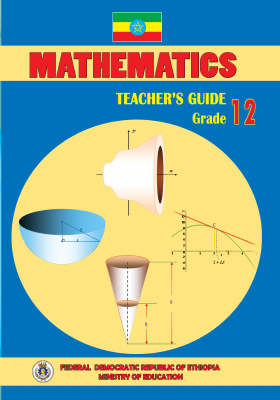 MATHEMATICS
TEACHER'S GUIDE
Grade 12
y
x
FEDERAL DEMOCRATIC REPUBLIC OF ETHIOPIA
MINISTRY OF EDUCATION